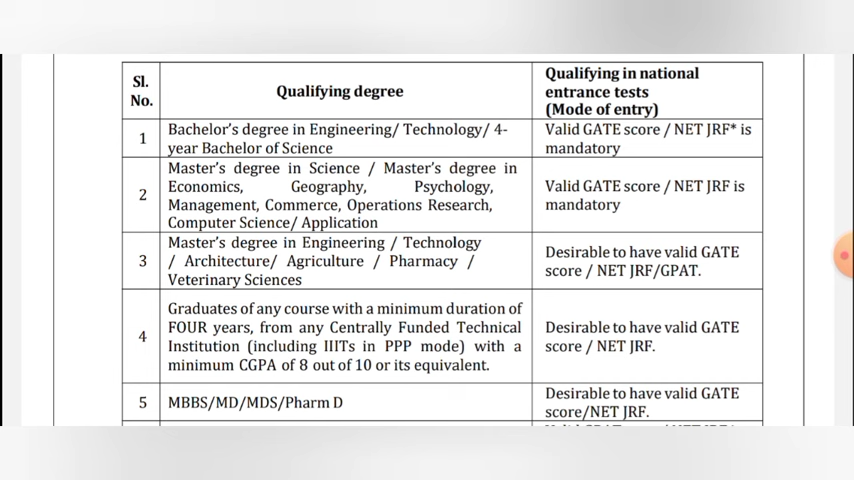 Sl.
No.
Qualifying degree
Qualifying in national
entrance tests
(Mode of entry)
1
Bachelor's degree in Engineering/ Technology/ 4-
year Bachelor of Science
Valid GATE score / NET JRF* is
mandatory
2
Master's degree in Science / Master's degree in
Economics, Geography, Psychology,
Management, Commerce, Operations Research,
Computer Science/ Application
Valid GATE score / NET JRF is
mandatory
3
Master's degree in Engineering / Technology
/ Architecture/ Agriculture / Pharmacy /
Veterinary Sciences
Desirable to have valid GATE
score / NET JRF/GPAT.
4
Graduates of any course with a minimum duration of
FOUR years, from any Centrally Funded Technical
Institution (including IIITs in PPP mode) with a
minimum CGPA of 8 out of 10 or its equivalent.
Desirable to have valid GATE
score / NET JRF.
5
MBBS/MD/MDS/Pharm D
Desirable to have valid GATE
score/NET JRF.